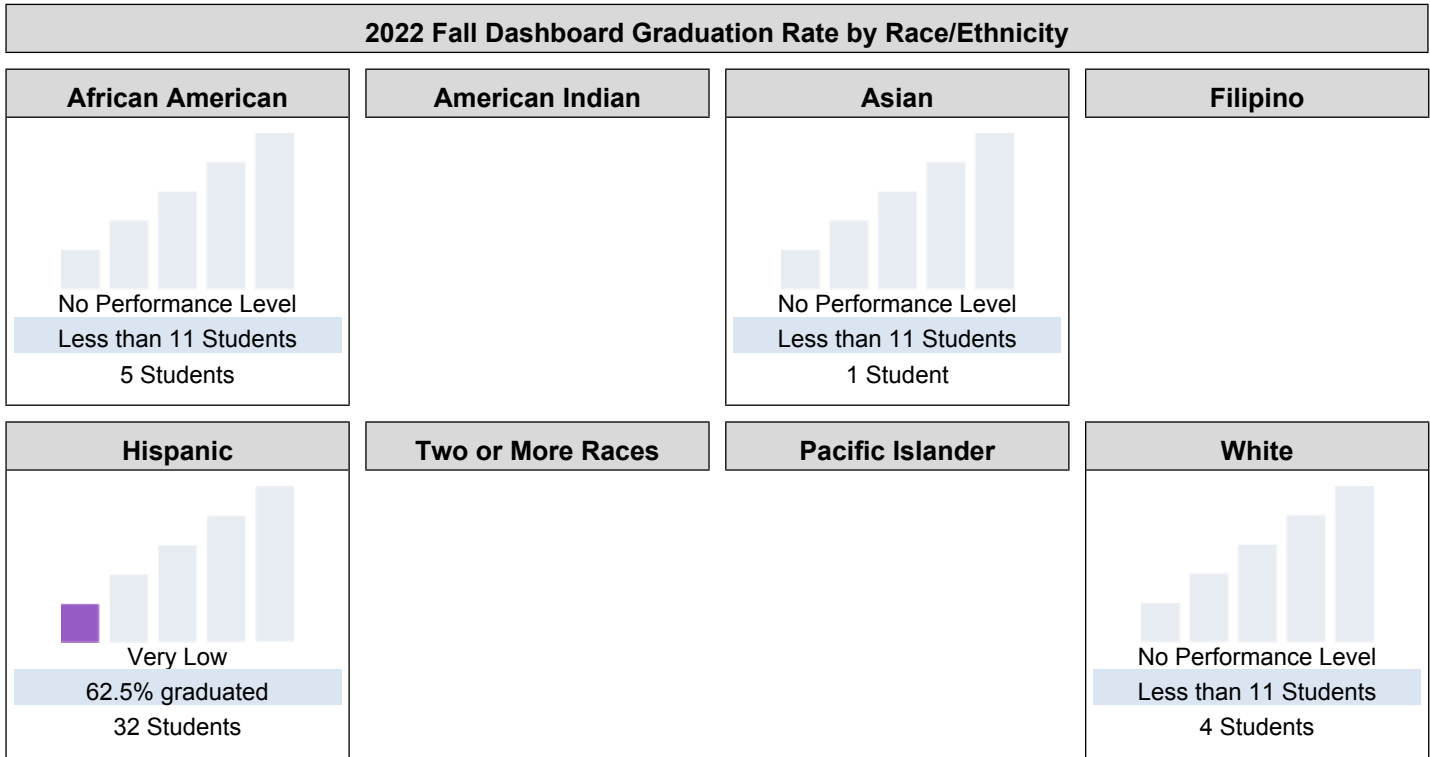 2022 Fall Dashboard Graduation Rate by Race/Ethnicity
African American
No Performance Level
Less than 11 Students
5 Students
American Indian
Asian
No Performance Level
Less than 11 Students
1 Student
Filipino
Hispanic
Very Low
62.5% graduated
32 Students
Two or More Races
Pacific Islander
White
No Performance Level
Less than 11 Students
4 Students